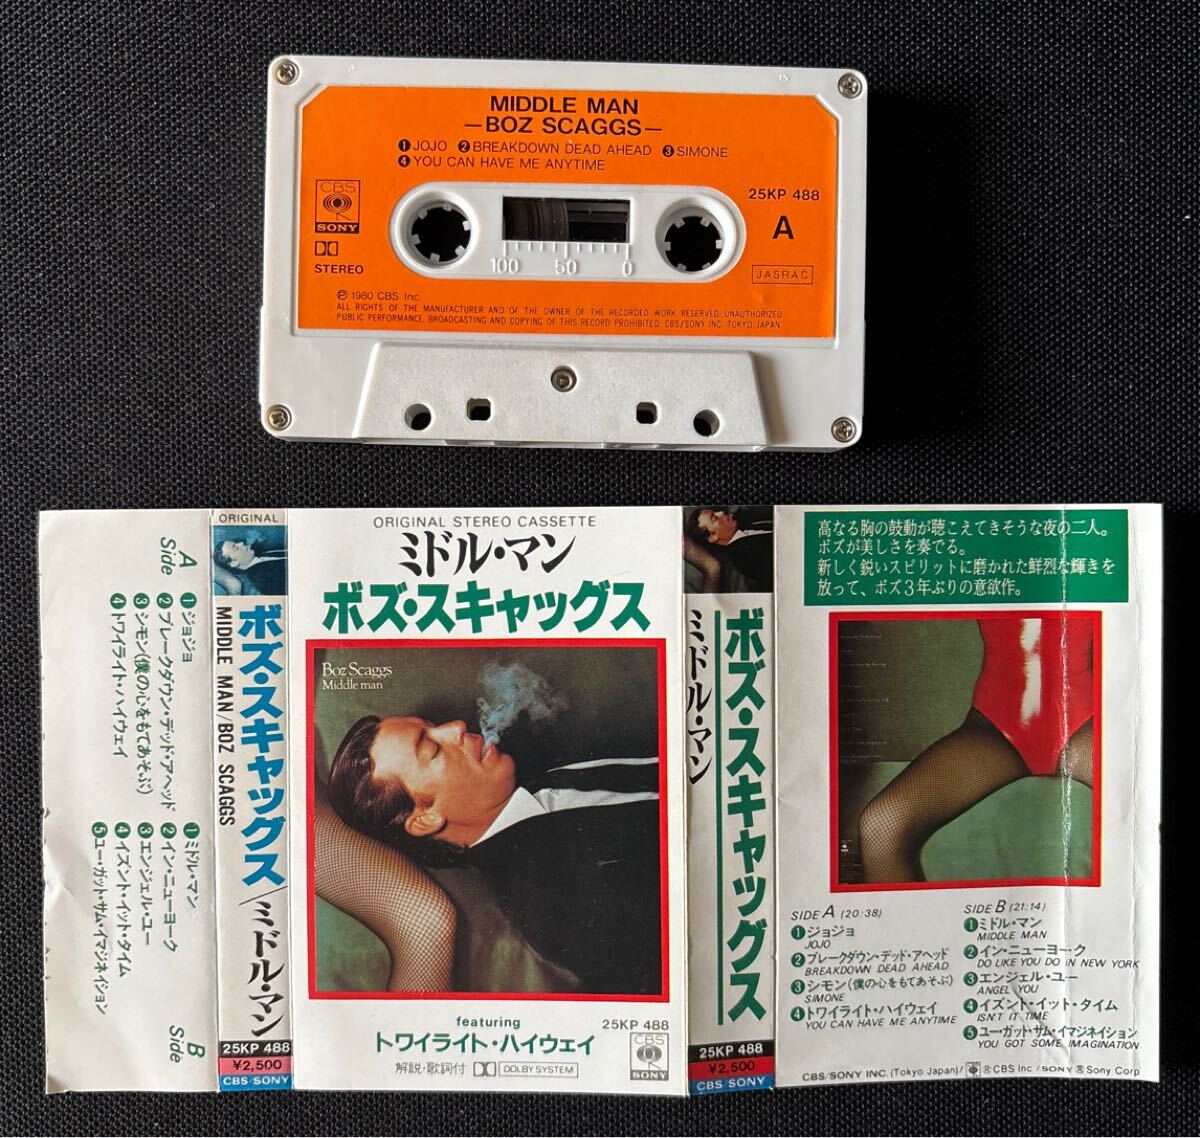 MIDDLE MAN
—BOZ SCAGGS—
❶JOJO ❷BREAKDOWN DEAD AHEAD ❸SIMONE
❹YOU CAN HAVE ME ANYTIME
CBS
SONY
STEREO
25KP 488
A
JASRAC
100 50 0
℗ 1980 CBS Inc.
ALL RIGHTS OF THE MANUFACTURER AND OF THE OWNER OF THE RECORDED WORK RESERVED UNAUTHORIZED
PUBLIC PERFORMANCE. BROADCASTING AND COPYING OF THIS RECORD PROHIBITED. CBS/SONY INC. TOKYO JAPAN
A Side
❶ジョジョ
❷ブレークダウン・デッド・アヘッド
❸シモン(僕の心をもてあそぶ)
❹トワイライト・ハイウェイ
B Side
❶ミドル・マン
❷イン・ニューヨーク
❸エンジェル・ユー
❹イズント・イット・タイム
❺ユー・ガット・サム・イマジネイション
ORIGINAL
ボズ・スキャッグス/ミドル・マン
MIDDLE MAN/BOZ SCAGGS
25KP 488
¥2,500
CBS/SONY
ORIGINAL STEREO CASSETTE
ミドル・マン
ボズ・スキャッグス
Boz Scaggs
Middle man
featuring
25KP 488
トワイライト・ハイウェイ
解説・歌詞付
DOLBY SYSTEM
CBS
SONY
ボズ・スキャッグス
ミドル・マン
25KP 488
¥2,500
CBS/SONY
高なる胸の鼓動が聴こえてきそうな夜の二人。
ボズが美しさを奏でる。
新しく鋭いスピリットに磨かれた鮮烈な輝きを
放って、ボズ3年ぶりの意欲作。
SIDE A (20:38)
❶ジョジョ
JOJO
❷ブレークダウン・デッド・アヘッド
BREAKDOWN DEAD AHEAD
❸シモン(僕の心をもてあそぶ)
SIMONE
❹トワイライト・ハイウェイ
YOU CAN HAVE ME ANYTIME
SIDE B (21:14)
❶ミドル・マン
MIDDLE MAN
❷イン・ニューヨーク
DO LIKE YOU DO IN NEW YORK
❸エンジェル・ユー
ANGEL YOU
❹イズント・イット・タイム
ISN'T IT TIME
❺ユー・ガット・サム・イマジネイション
YOU GOT SOME IMAGINATION
CBS/SONY INC. (Tokyo Japan)/ ®CBS Inc./SONY ®Sony Corp